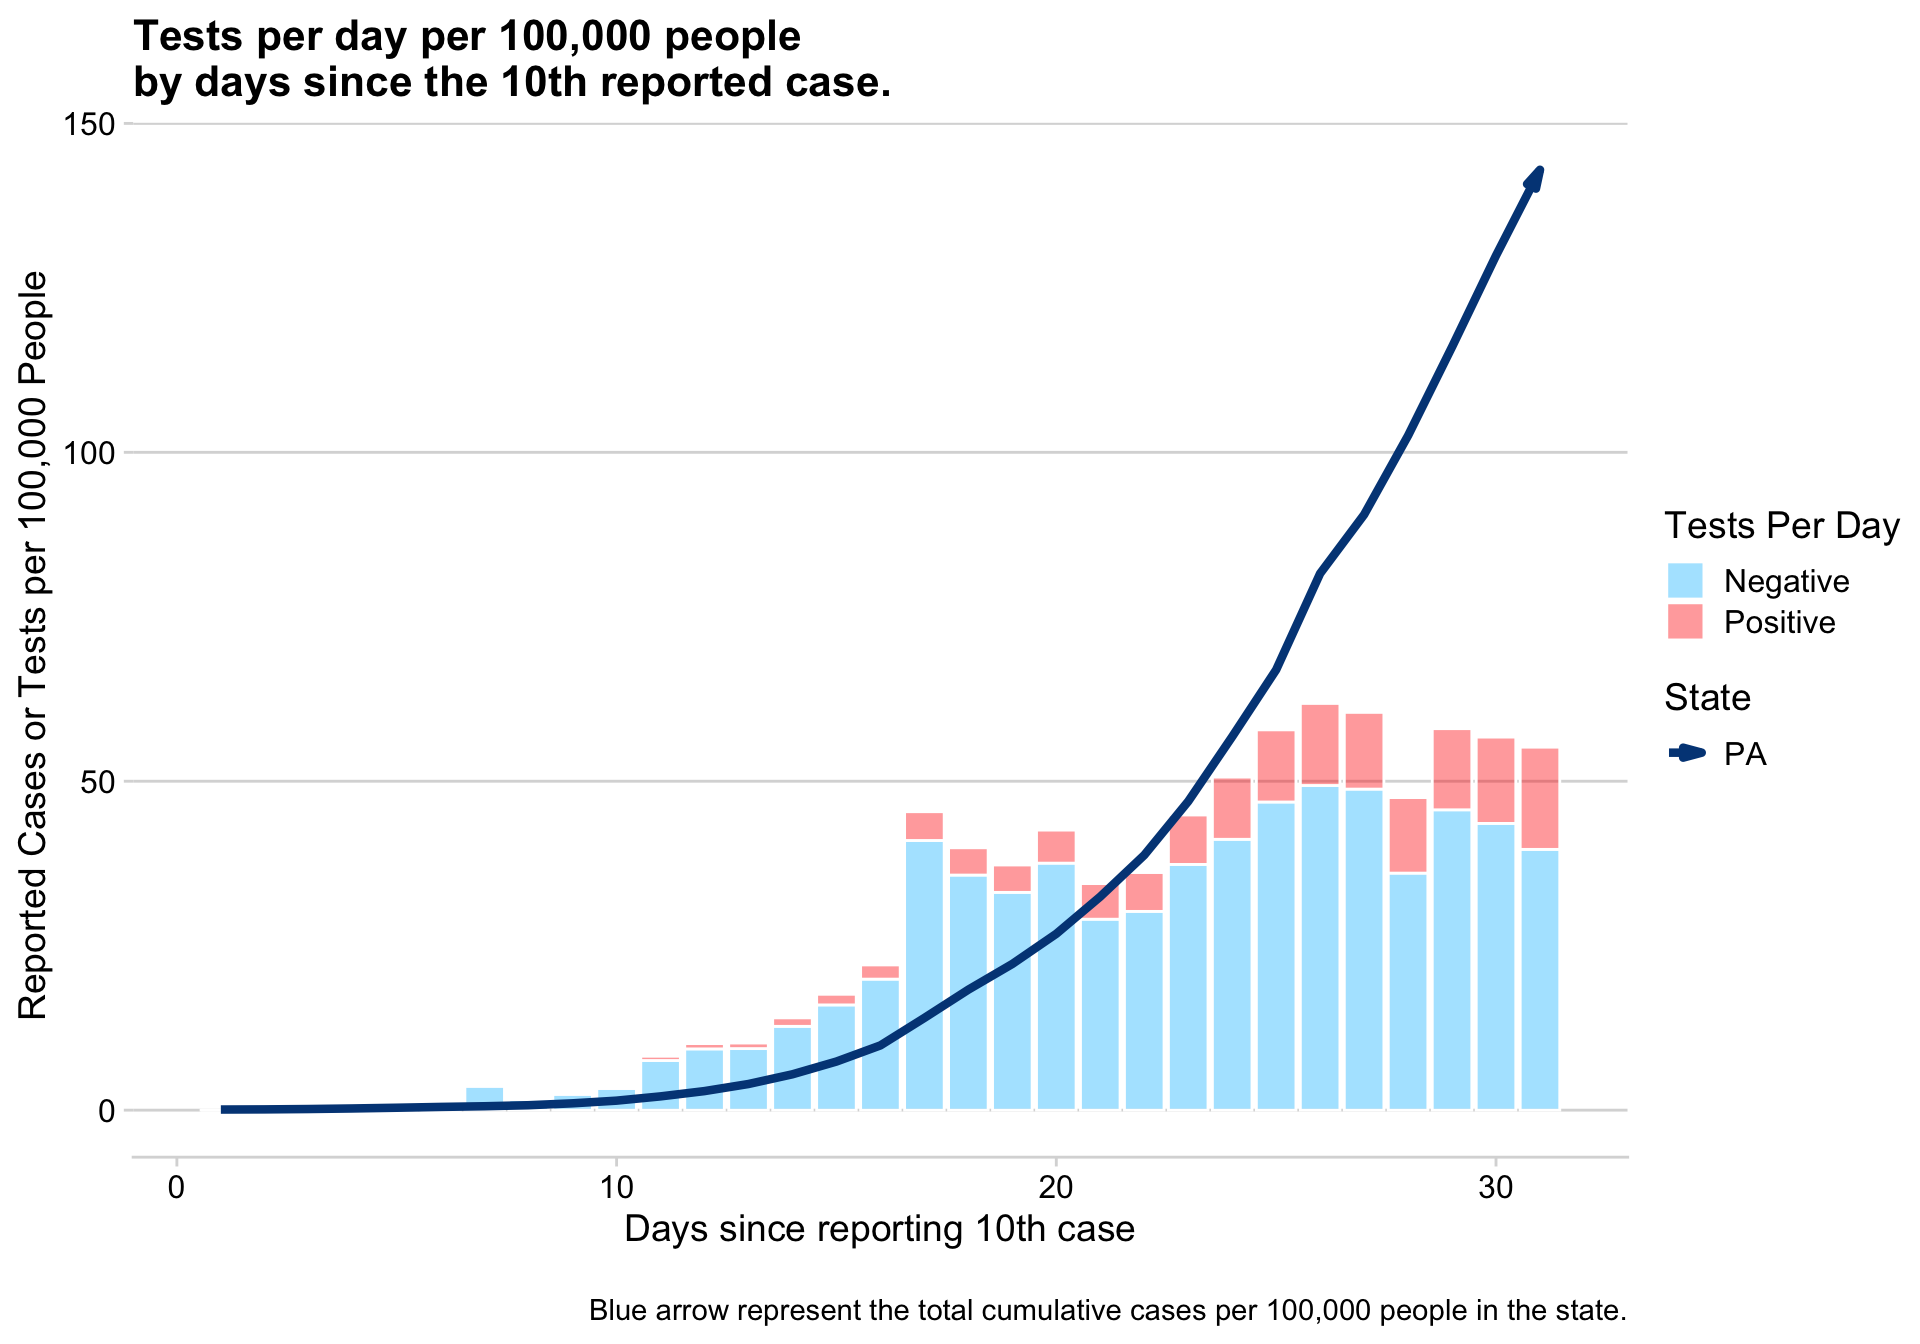 Tests per day per 100,000 people
by days since the 10th reported case.
Reported Cases or Tests per 100,000 People
150
100
50
0
0
10
20
30
Days since reporting 10th case
Tests Per Day
Negative
Positive
State
PA
Blue arrow represent the total cumulative cases per 100,000 people in the state.